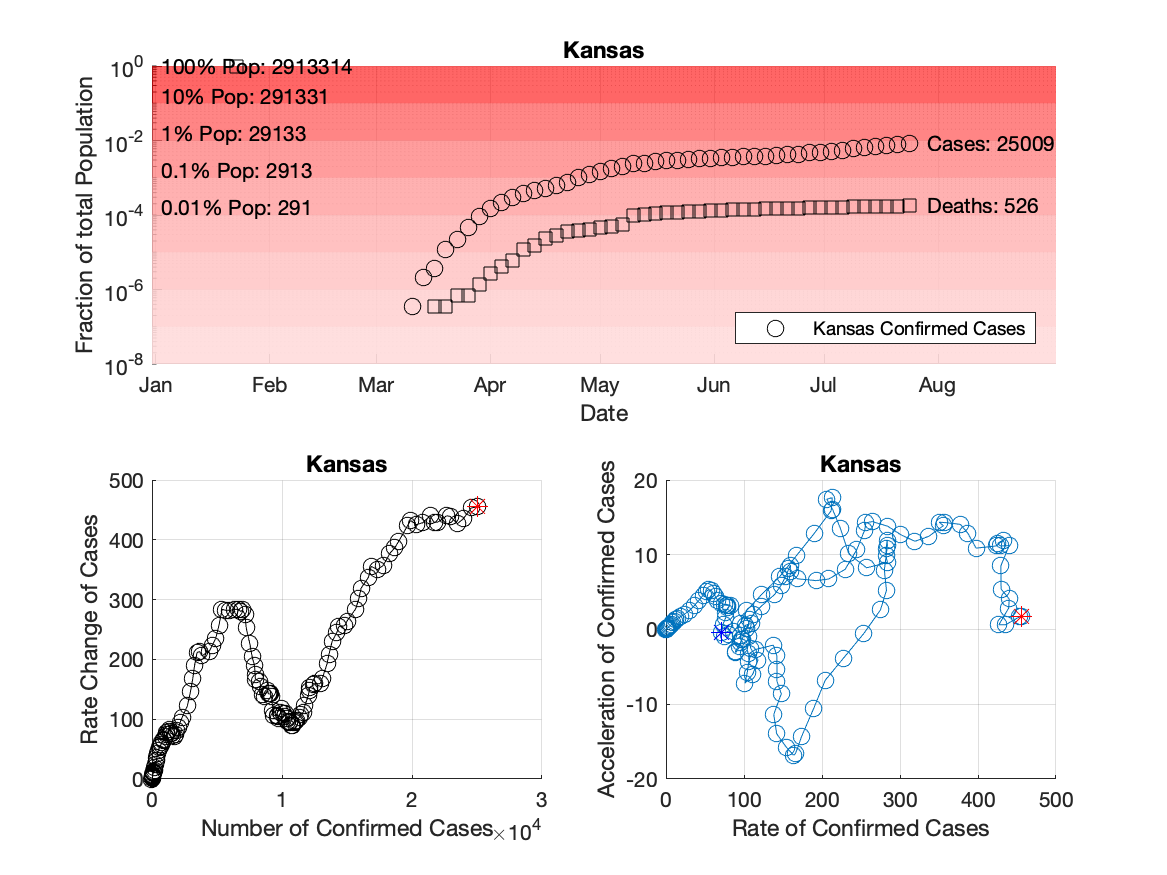 Kansas
10^0
10^-2
10^-4
10^-6
10^-8
Fraction of total Population
100% Pop: 2913314
10% Pop: 291331
1% Pop: 29133
0.1% Pop: 2913
0.01% Pop: 291
Cases: 25009
Deaths: 526
Kansas Confirmed Cases
Jan Feb Mar Apr May Jun Jul Aug
Date
Kansas
500
400
300
200
100
0
Rate Change of Cases
0 1 2 3
Number of Confirmed Cases ×10^4
Kansas
20
10
0
-10
-20
Acceleration of Confirmed Cases
0 100 200 300 400 500
Rate of Confirmed Cases